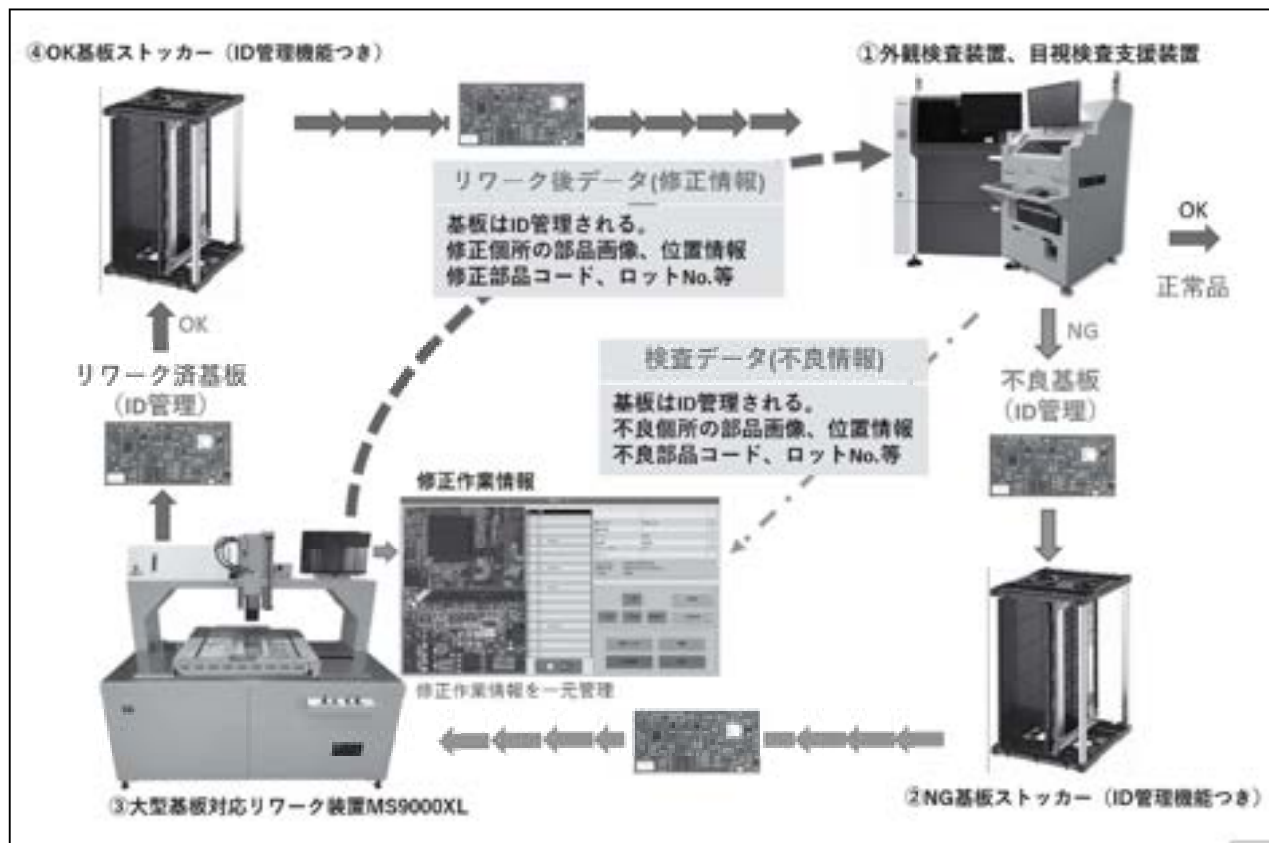 ④OK基板ストッカー（ID管理機能つき）
①外観検査装置、目視検査支援装置
リワーク後データ(修正情報)
基板はID管理される。
修正個所の部品画像、位置情報
修正部品コード、ロットNo.等
OK
正常品
OK
NG
リワーク済基板
（ID管理）
検査データ(不良情報)
基板はID管理される。
不良個所の部品画像、位置情報
不良部品コード、ロットNo.等
不良基板
（ID管理）
修正作業情報
修正作業情報を一元管理
③大型基板対応リワーク装置MS9000XL
②NG基板ストッカー（ID管理機能つき）